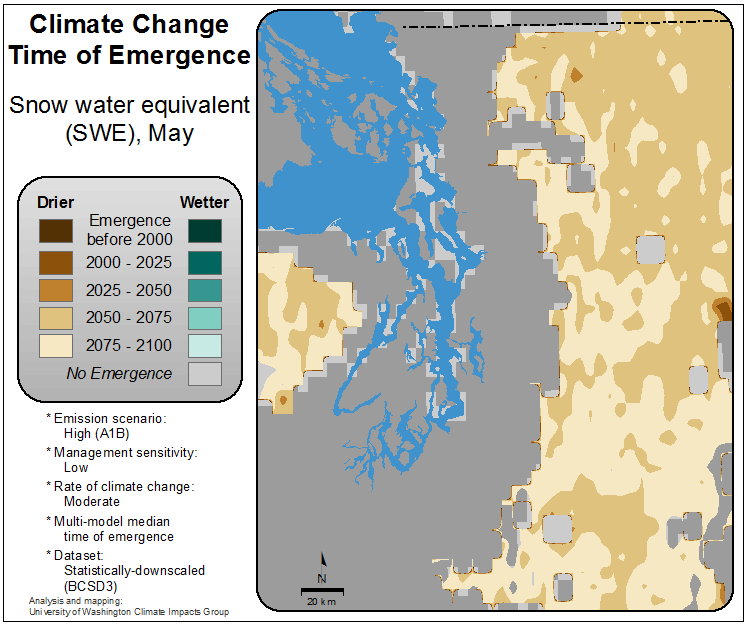 Climate Change
Time of Emergence
Snow water equivalent
(SWE), May
Drier Wetter
Emergence
before 2000
2000 - 2025
2025 - 2050
2050 - 2075
2075 - 2100
No Emergence
* Emission scenario:
High (A1B)
* Management sensitivity:
Low
* Rate of climate change:
Moderate
* Multi-model median
time of emergence
* Dataset:
Statistically-downscaled
(BCSD3)
Analysis and mapping:
University of Washington Climate Impacts Group
N
20 km